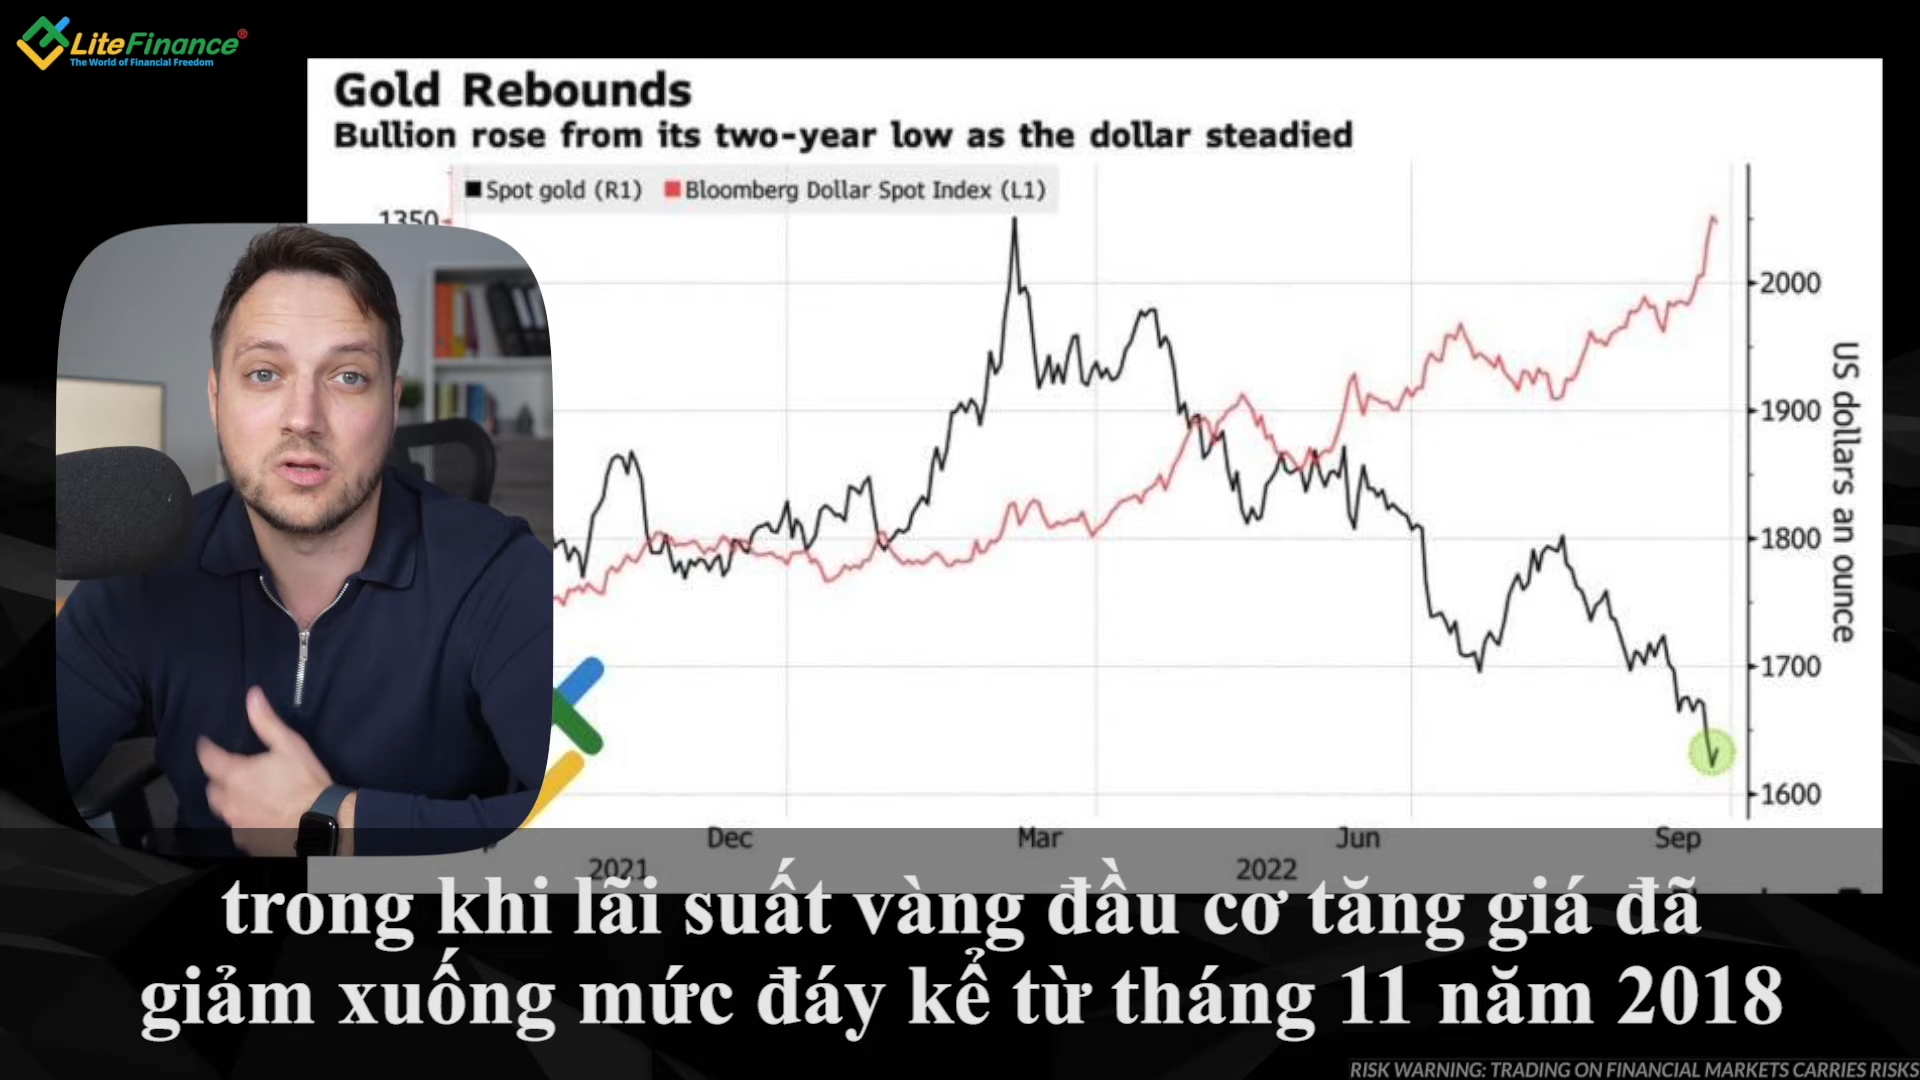 LiteFinance®
The World of Financial Freedom
Gold Rebounds
Bullion rose from its two-year low as the dollar steadied
Spot gold (R1) Bloomberg Dollar Spot Index (L1)
1350
2000
1900
1800
1700
1600
US dollars an ounce
Dec Mar Jun Sep
2021 2022
trong khi lãi suất vàng đầu cơ tăng giá đã
giảm xuống mức đáy kể từ tháng 11 năm 2018
RISK WARNING: TRADING ON FINANCIAL MARKETS CARRIES RISKS